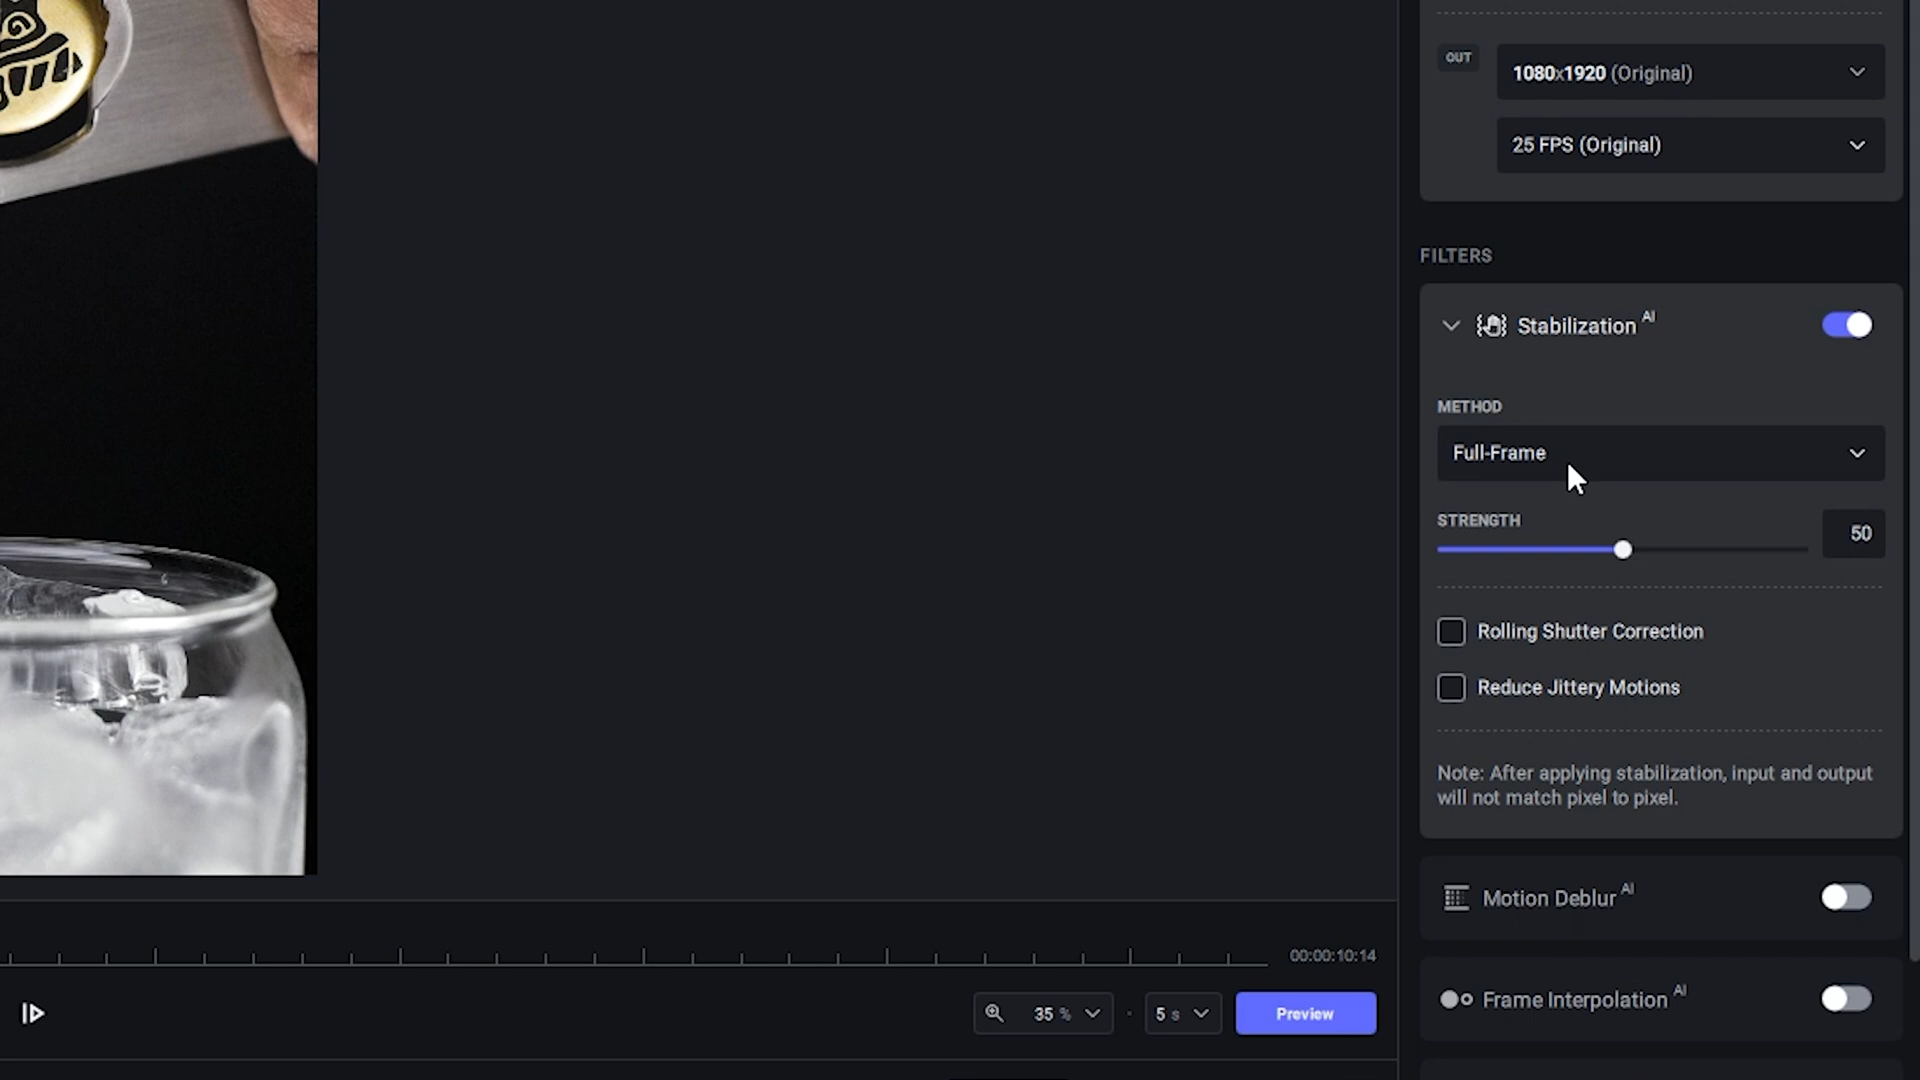 OUT
1080x1920 (Original)
25 FPS (Original)
FILTERS
Stabilization AI
METHOD
Full-Frame
STRENGTH
50
Rolling Shutter Correction
Reduce Jittery Motions
Note: After applying stabilization, input and output
will not match pixel to pixel.
Motion Deblur AI
00:00:10:14
Frame Interpolation AI
35 %
5 s
Preview